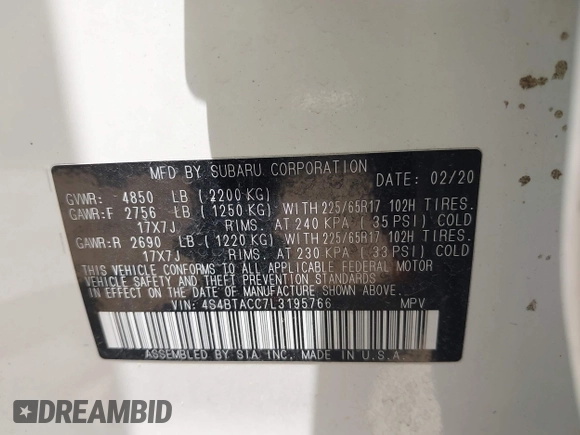 MFD BY SUBARU CORPORATION
DATE: 02/20
GVWR: 4850 LB (2200 KG)
GAWR:F 2756 LB (1250 KG) WITH 225/65R17 102H TIRES.
17X7J RIMS. AT 240 KPA (35 PSI) COLD
GAWR:R 2690 LB. (1220 KG) WITH 225/65R17 102H TIRES.
17X7J RIMS. AT 230 KPA (33 PSI) COLD
THIS VEHICLE CONFORMS TO ALL APPLICABLE FEDERAL MOTOR
VEHICLE SAFETY AND THEFT PREVENTION STANDARDS
IN EFFECT ON THE DATE OF MANUFACTURE SHOWN ABOVE.
VIN: 4S4BTACC7L3195766 MPV
ASSEMBLED BY SIA, INC. MADE IN U.S.A.
DREAMBID